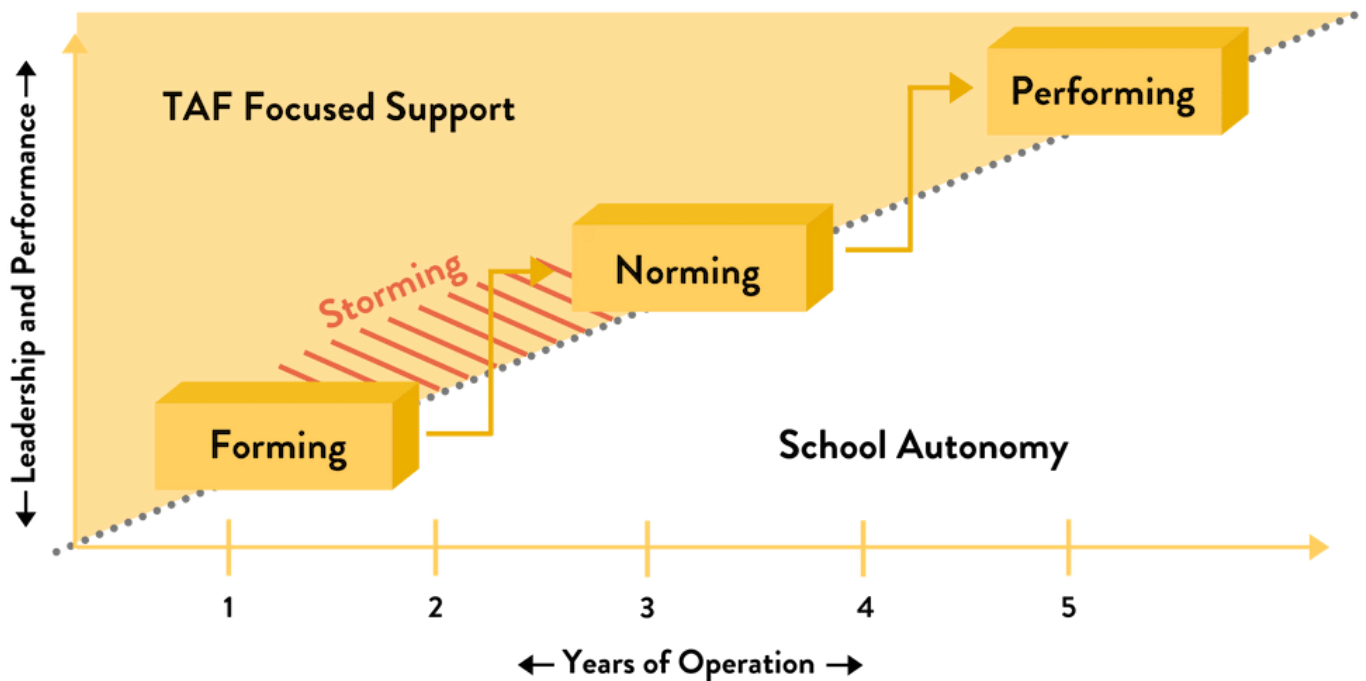 TAF Focused Support
Performing
Leadership and Performance
Storming
Norming
Forming
School Autonomy
1 2 3 4 5
Years of Operation